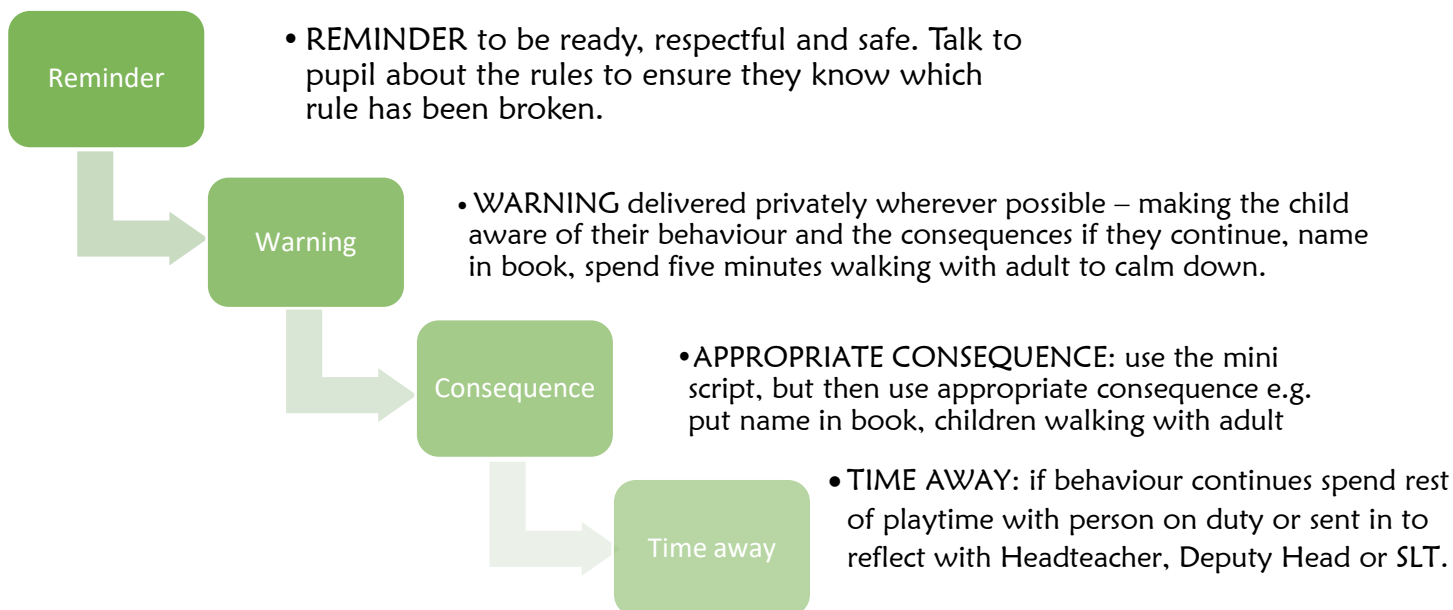 Reminder
• REMINDER to be ready, respectful and safe. Talk to
pupil about the rules to ensure they know which
rule has been broken.
Warning
• WARNING delivered privately wherever possible – making the child
aware of their behaviour and the consequences if they continue, name
in book, spend five minutes walking with adult to calm down.
Consequence
•APPROPRIATE CONSEQUENCE: use the mini
script, but then use appropriate consequence e.g.
put name in book, children walking with adult
Time away
• TIME AWAY: if behaviour continues spend rest
of playtime with person on duty or sent in to
reflect with Headteacher, Deputy Head or SLT.